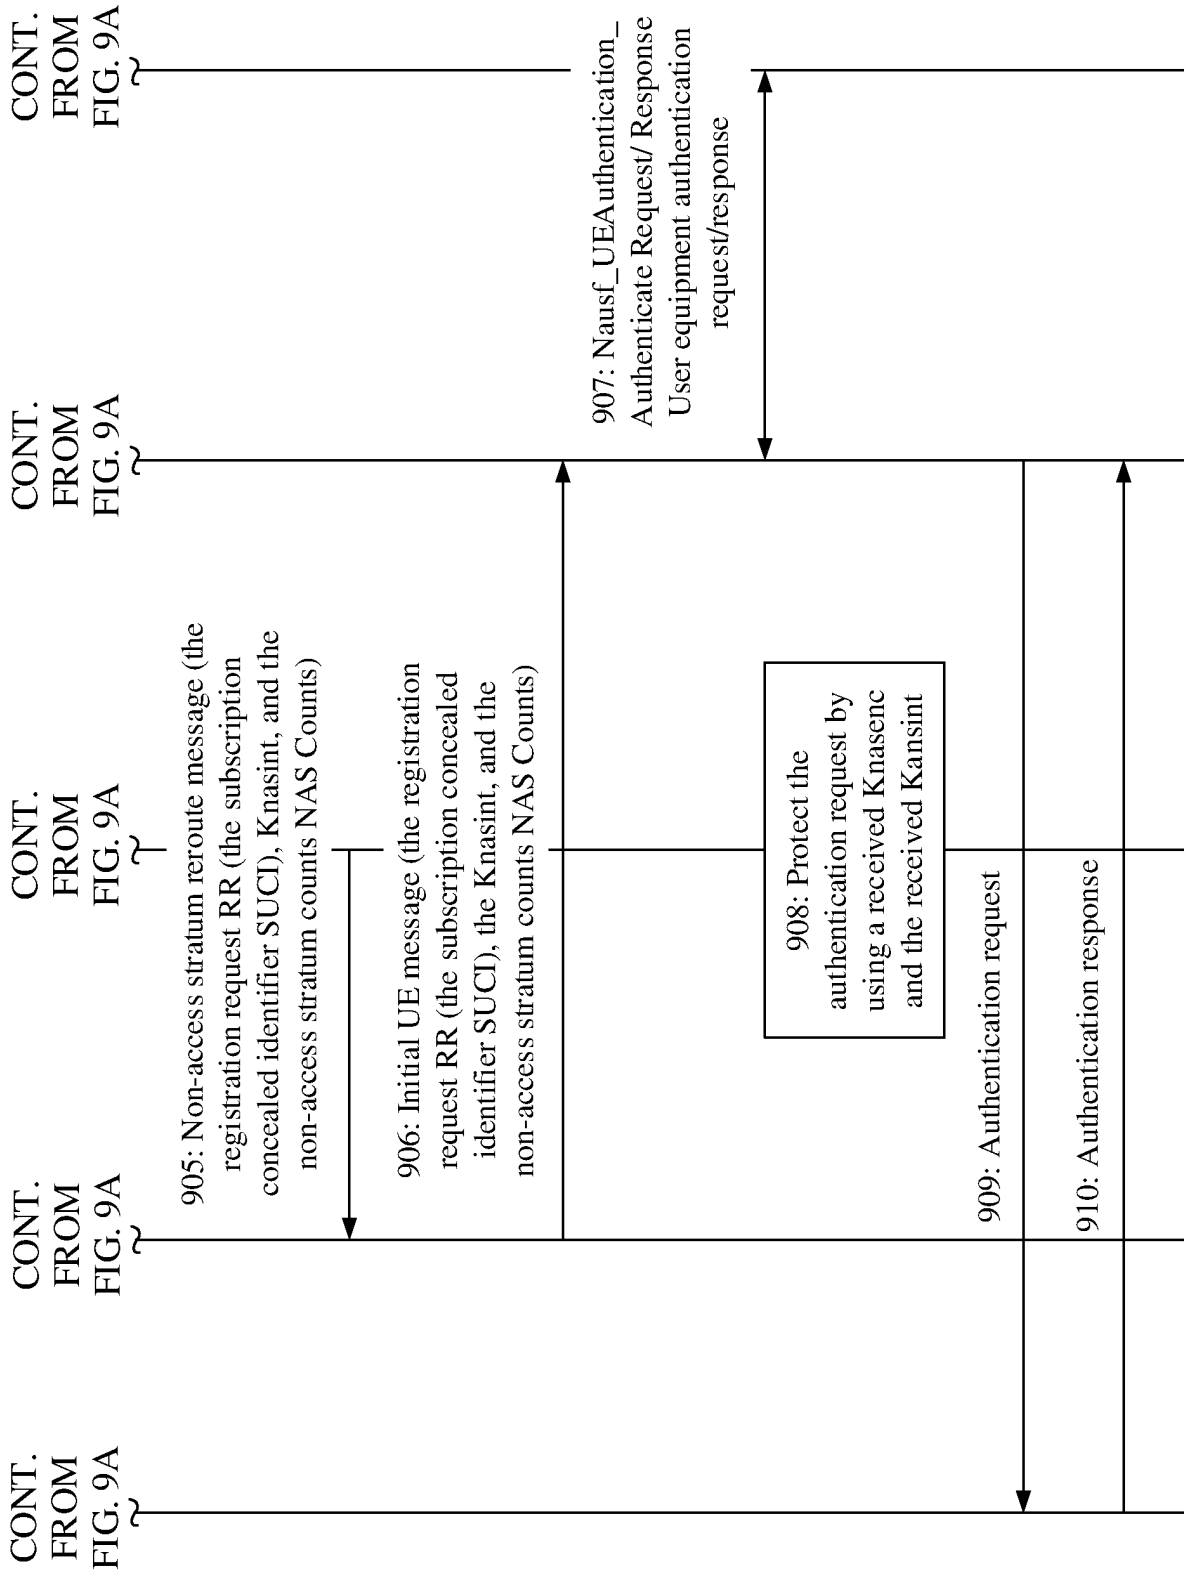 CONT.
FROM
FIG. 9A
CONT.
FROM
FIG. 9A
CONT.
FROM
FIG. 9A
CONT.
FROM
FIG. 9A
CONT.
FROM
FIG. 9A
905: Non-access stratum reroute message (the
registration request RR (the subscription
concealed identifier SUCI), Knasint, and the
non-access stratum counts NAS Counts)
906: Initial UE message (the registration
request RR (the subscription concealed
identifier SUCI), the Knasint, and the
non-access stratum counts NAS Counts)
907: Nausf_UEAuthentication_
Authenticate Request/ Response
User equipment authentication
request/response
908: Protect the
authentication request by
using a received Knasenc
and the received Kansint
909: Authentication request
910: Authentication response